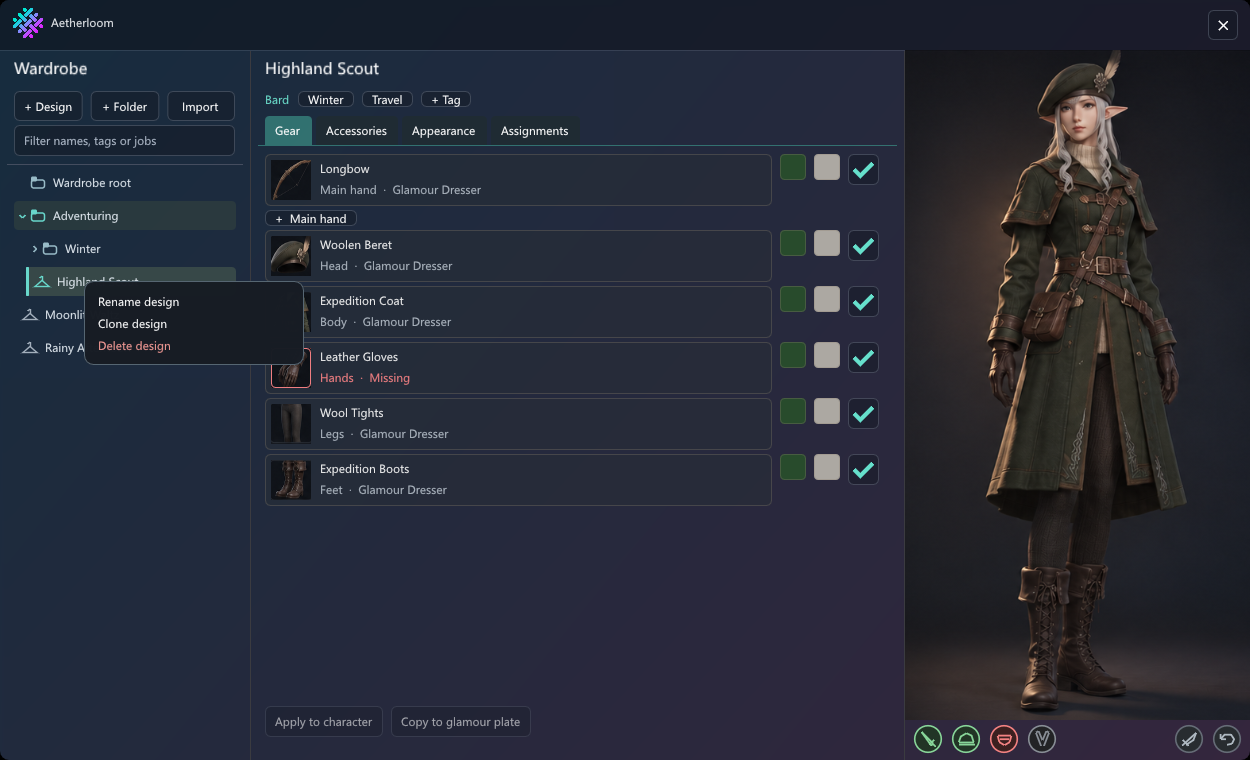 Aetherloom
Wardrobe
+ Design
+ Folder
Import
Filter names, tags or jobs
Wardrobe root
Adventuring
Winter
Highland Scout
Rename design
Clone design
Delete design
Highland Scout
Bard
Winter
Travel
+ Tag
Gear
Accessories
Appearance
Assignments
Longbow
Main hand · Glamour Dresser
+ Main hand
Woolen Beret
Head · Glamour Dresser
Expedition Coat
Body · Glamour Dresser
Leather Gloves
Hands · Missing
Wool Tights
Legs · Glamour Dresser
Expedition Boots
Feet · Glamour Dresser
Apply to character
Copy to glamour plate